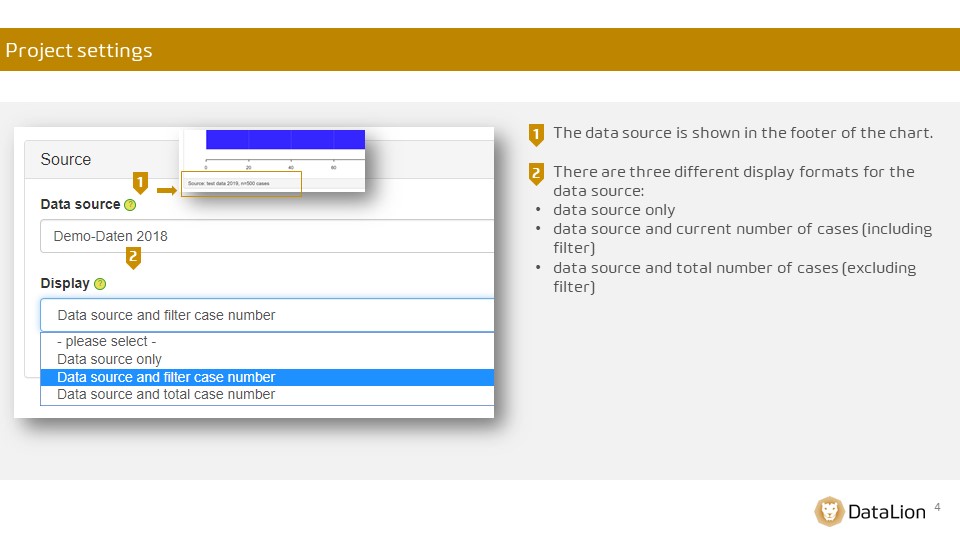 Project settings
0 20 40 60
Source: test data 2019, n=500 cases
Source
1
Data source ?
Demo-Daten 2018
2
Display ?
Data source and filter case number
- please select -
Data source only
Data source and filter case number
Data source and total case number
1 The data source is shown in the footer of the chart.
2 There are three different display formats for the
data source:
• data source only
• data source and current number of cases (including
filter)
• data source and total number of cases (excluding
filter)
DataLion
4